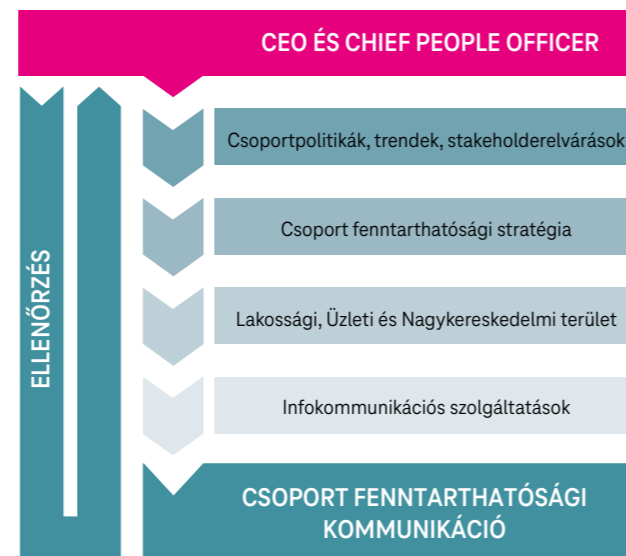 CEO ÉS CHIEF PEOPLE OFFICER
Csoportpolitikák, trendek, stakeholderelvárások
Csoport fenntarthatósági stratégia
Lakossági, Üzleti és Nagykereskedelmi terület
Infokommunikációs szolgáltatások
ELLENŐRZÉS
CSOPORT FENNTARTHATÓSÁGI
KOMMUNIKÁCIÓ